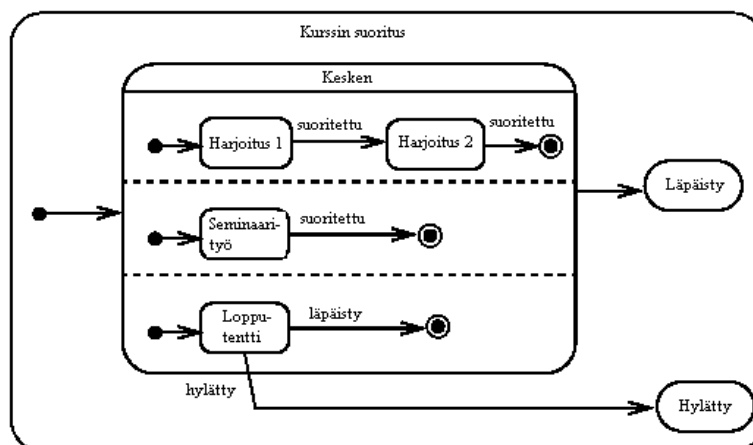 Kurssin suoritus
Kesken
Harjoitus 1
suoritettu
Harjoitus 2
suoritettu
Läpäisty
Seminaari-
työ
suoritettu
Loppu-
tentti
läpäisty
hylätty
Hylätty